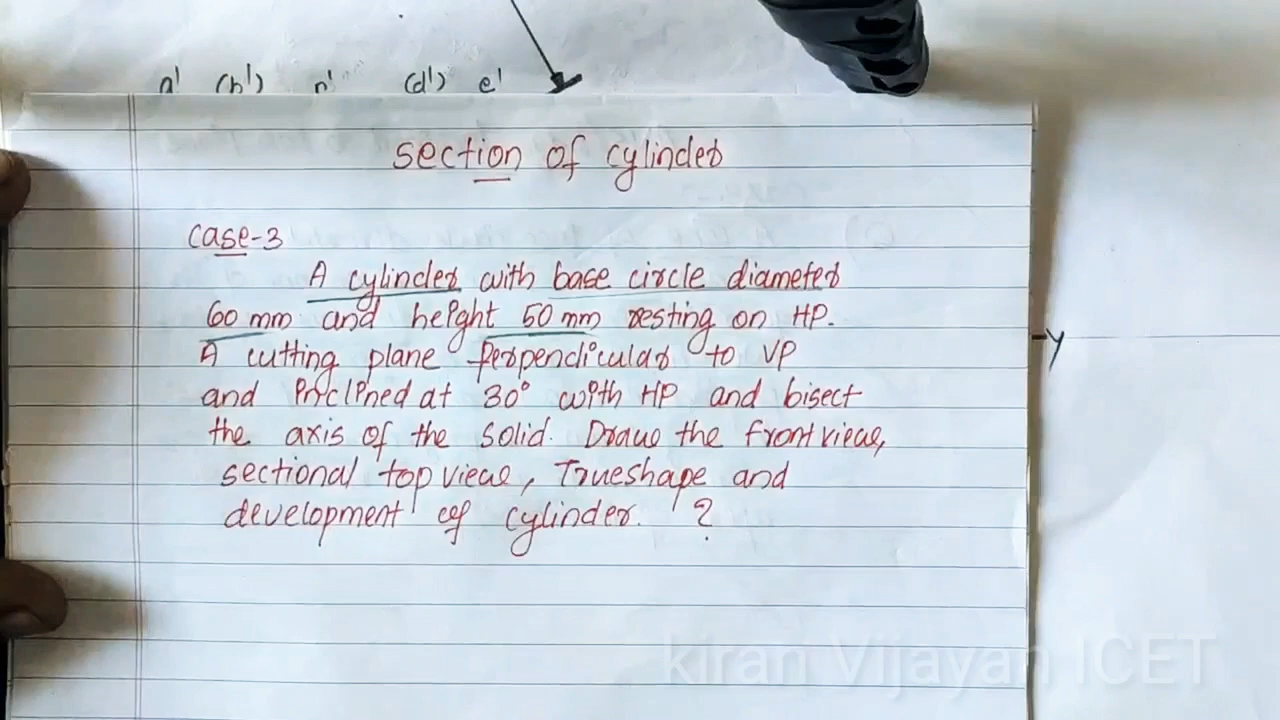 a' (b') n' (d') e'
section of cylinder
Case-3
A cylinder with base circle diameter
60 mm and height 50 mm resting on HP.
A cutting plane perpendicular to VP
and inclined at 30° with HP and bisect
the axis of the solid. Draw the front view,
sectional top view, Trueshape and
development of cylinder. ?
Y
kiran Vijayan ICET